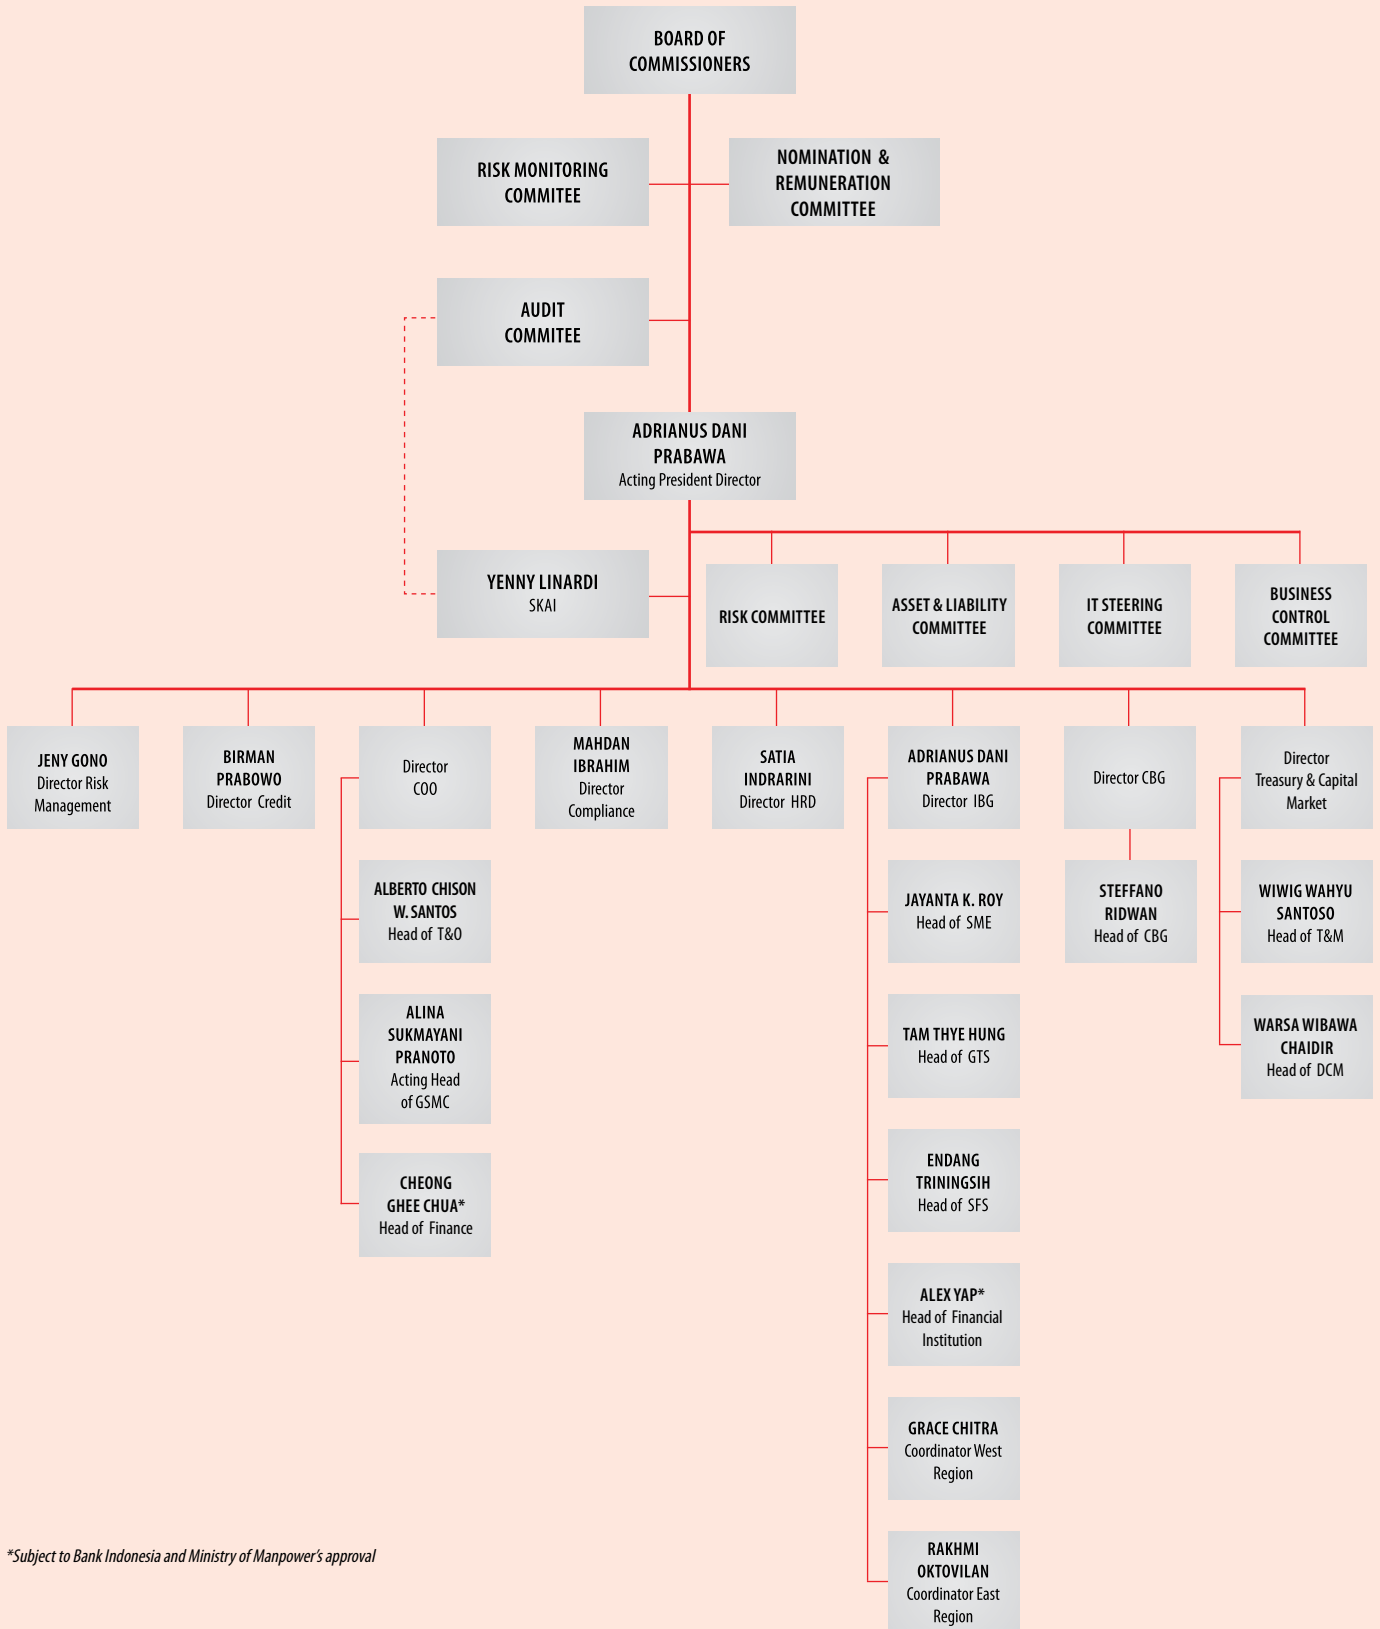 BOARD OF
COMMISSIONERS
RISK MONITORING
COMMITEE
NOMINATION &
REMUNERATION
COMMITTEE
AUDIT
COMMITEE
ADRIANUS DANI
PRABAWA
Acting President Director
YENNY LINARDI
SKAI
RISK COMMITTEE
ASSET & LIABILITY
COMMITTEE
IT STEERING
COMMITTEE
BUSINESS
CONTROL
COMMITTEE
JENY GONO
Director Risk
Management
BIRMAN
PRABOWO
Director Credit
Director
COO
MAHDAN
IBRAHIM
Director
Compliance
SATIA
INDRARINI
Director HRD
ADRIANUS DANI
PRABAWA
Director IBG
Director CBG
Director
Treasury & Capital
Market
ALBERTO CHISON
W. SANTOS
Head of T&O
JAYANTA K. ROY
Head of SME
STEFFANO
RIDWAN
Head of CBG
WIWIG WAHYU
SANTOSO
Head of T&M
ALINA
SUKMAYANI
PRANOTO
Acting Head
of GSMC
TAM THYE HUNG
Head of GTS
WARSA WIBAWA
CHAIDIR
Head of DCM
CHEONG
GHEE CHUA*
Head of Finance
ENDANG
TRININGSIH
Head of SFS
ALEX YAP*
Head of Financial
Institution
GRACE CHITRA
Coordinator West
Region
RAKHMI
OKTOVILAN
Coordinator East
Region
*Subject to Bank Indonesia and Ministry of Manpower's approval